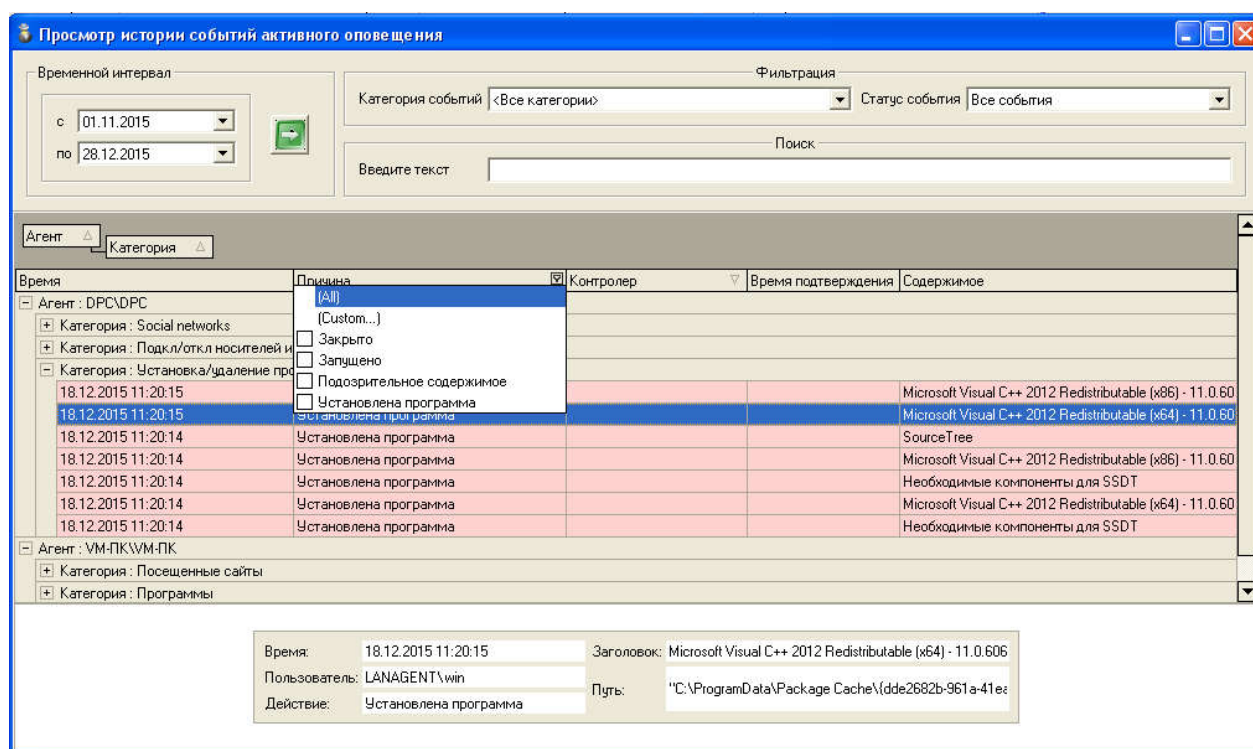 Просмотр истории событий активного оповещения
Временной интервал
с 01.11.2015
по 28.12.2015
Фильтрация
Категория событий <Все категории> Статус события Все события
Поиск
Введите текст
Агент
Категория
Время Причина Контролер Время подтверждения Содержимое
Агент : DPC\DPC
(All)
Категория : Social networks
(Custom...)
Категория : Подкл/откл носителей и
Закрыто
Запущено
Категория : Установка/удаление про
Подозрительное содержимое
Установлена программа
18.12.2015 11:20:15 Microsoft Visual C++ 2012 Redistributable (x86) - 11.0.60
18.12.2015 11:20:15 Установлена программа Microsoft Visual C++ 2012 Redistributable (x64) - 11.0.60
18.12.2015 11:20:14 Установлена программа SourceTree
18.12.2015 11:20:14 Установлена программа Microsoft Visual C++ 2012 Redistributable (x86) - 11.0.60
18.12.2015 11:20:14 Установлена программа Необходимые компоненты для SSDT
18.12.2015 11:20:14 Установлена программа Microsoft Visual C++ 2012 Redistributable (x64) - 11.0.60
18.12.2015 11:20:14 Установлена программа Необходимые компоненты для SSDT
Агент : VM-ПК\VM-ПК
Категория : Посещенные сайты
Категория : Программы
Время: 18.12.2015 11:20:15 Заголовок: Microsoft Visual C++ 2012 Redistributable (x64) - 11.0.606
Пользователь: LANAGENT\win
Путь: "C:\ProgramData\Package Cache\{dde2682b-961a-41ea
Действие: Установлена программа